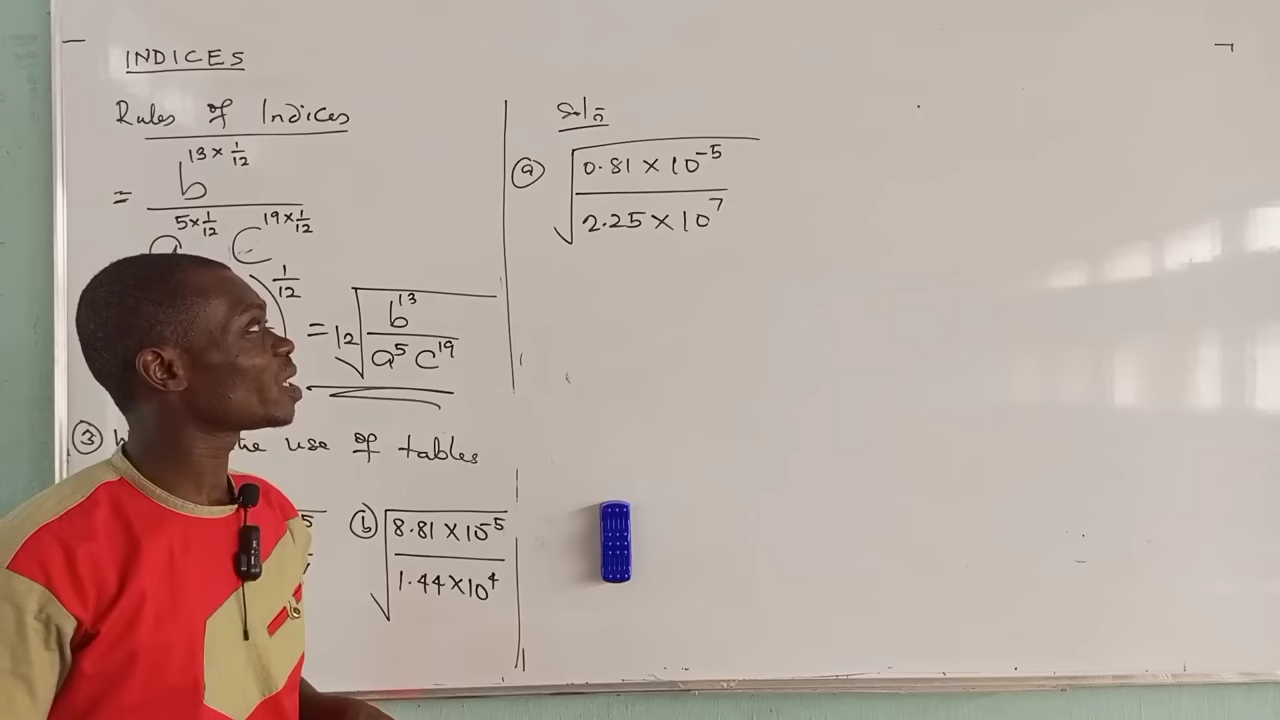 INDICES
Rules of Indices
= b^{13 × 1/12} / a^{5 × 1/12} c^{19 × 1/12}
)^{1/12} = \sqrt[12]{b^{13} / a^5 c^{19}}
③ use of tables
ⓑ √(8.81 × 10^{-5} / 1.44 × 10^4)
Soln
ⓐ √(0.81 × 10^{-5} / 2.25 × 10^7)